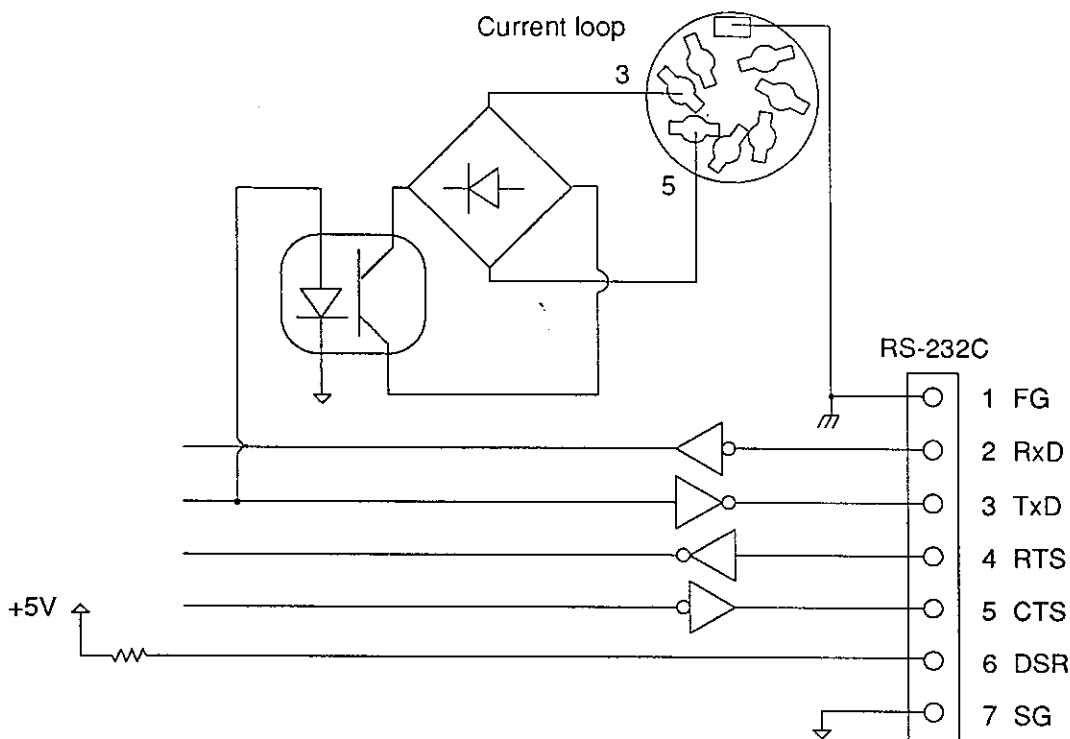 Current loop
3
5
RS-232C
1 FG
2 RxD
3 TxD
4 RTS
+5V
5 CTS
6 DSR
7 SG